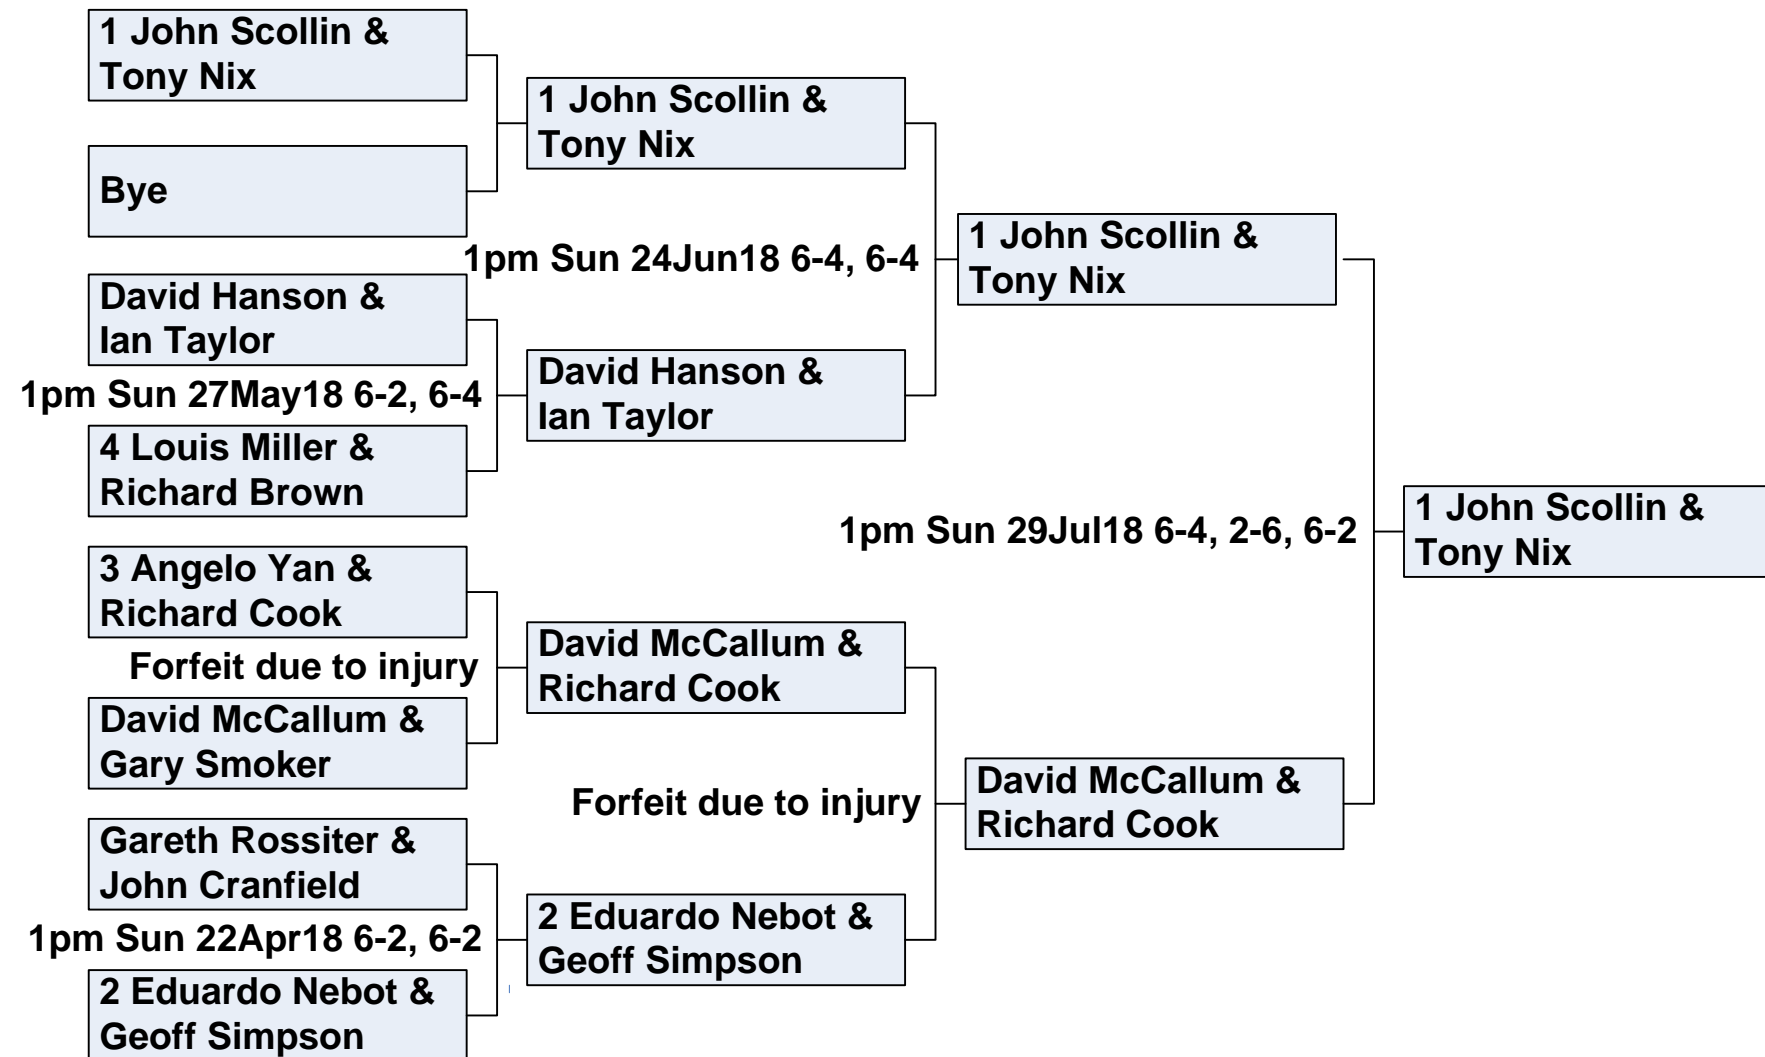 1 John Scollin &
Tony Nix
Bye
David Hanson &
Ian Taylor
1pm Sun 27May18 6-2, 6-4
4 Louis Miller &
Richard Brown
3 Angelo Yan &
Richard Cook
Forfeit due to injury
David McCallum &
Gary Smoker
Gareth Rossiter &
John Cranfield
1pm Sun 22Apr18 6-2, 6-2
2 Eduardo Nebot &
Geoff Simpson
1 John Scollin &
Tony Nix
1pm Sun 24Jun18 6-4, 6-4
David Hanson &
Ian Taylor
David McCallum &
Richard Cook
Forfeit due to injury
2 Eduardo Nebot &
Geoff Simpson
1 John Scollin &
Tony Nix
1pm Sun 29Jul18 6-4, 2-6, 6-2
David McCallum &
Richard Cook
1 John Scollin &
Tony Nix